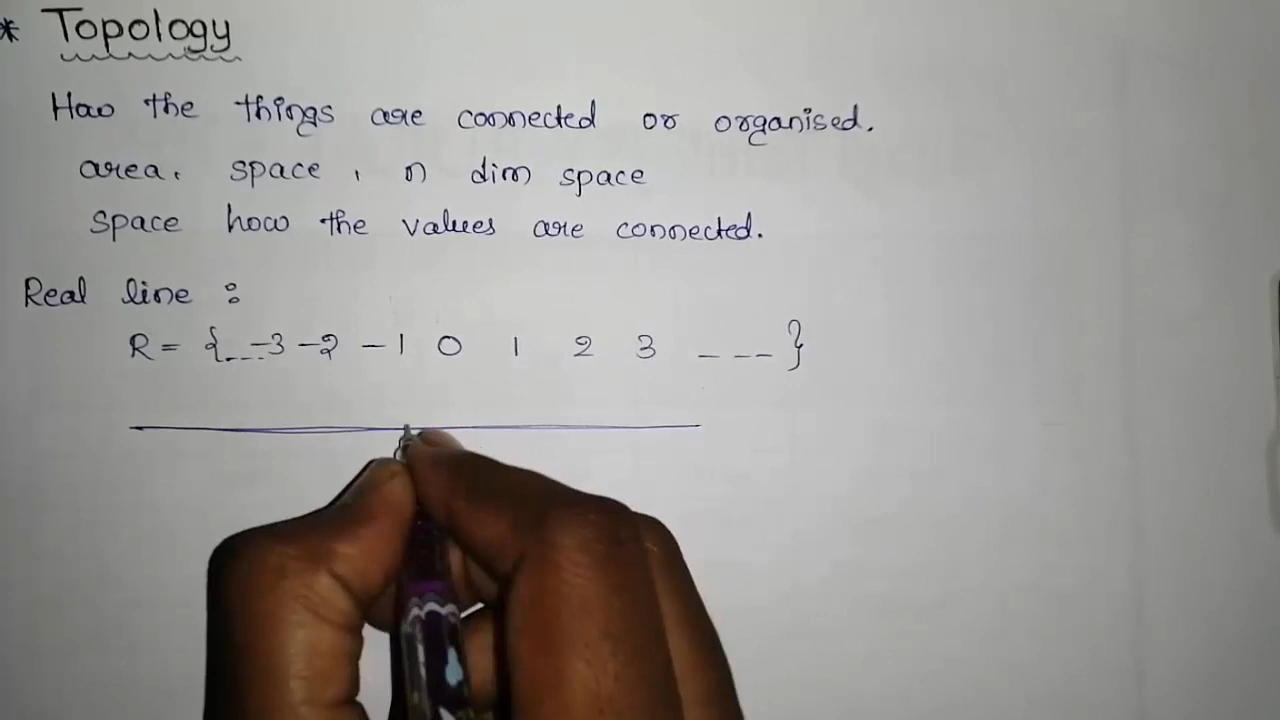 * Topology
How the things are connected or organised.
area, space, n dim space
space how the values are connected.
Real line :
R = {...-3 -2 -1 0 1 2 3 ---}